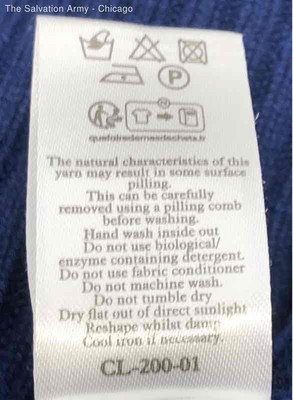 The Salvation Army - Chicago
P
quefairedemesdechets.fr
The natural characteristics of this
yarn may result in some surface
pilling.
This can be carefully
removed using a pilling comb
before washing.
Hand wash inside out
Do not use biological/
enzyme containing detergent.
Do not use fabric conditioner
Do not machine wash.
Do not tumble dry
Dry flat out of direct sunlight
Reshape whilst damp
Cool iron if necessary.
CL-200-01